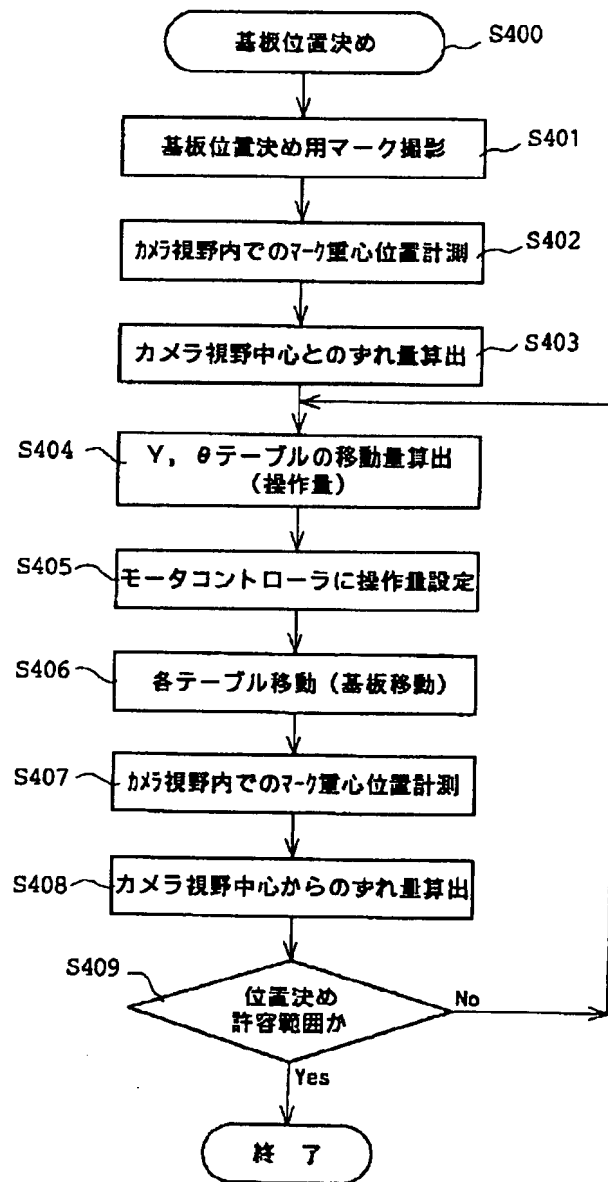 基板位置決め
S400
基板位置決め用マーク撮影
S401
ｶﾒﾗ視野内でのﾏｰｸ重心位置計測
S402
カメラ視野中心とのずれ量算出
S403
S404
Y，θテーブルの移動量算出
（操作量）
S405
モータコントローラに操作量設定
S406
各テーブル移動（基板移動）
S407
ｶﾒﾗ視野内でのﾏｰｸ重心位置計測
S408
カメラ視野中心からのずれ量算出
S409
位置決め
許容範囲か
No
Yes
終 了